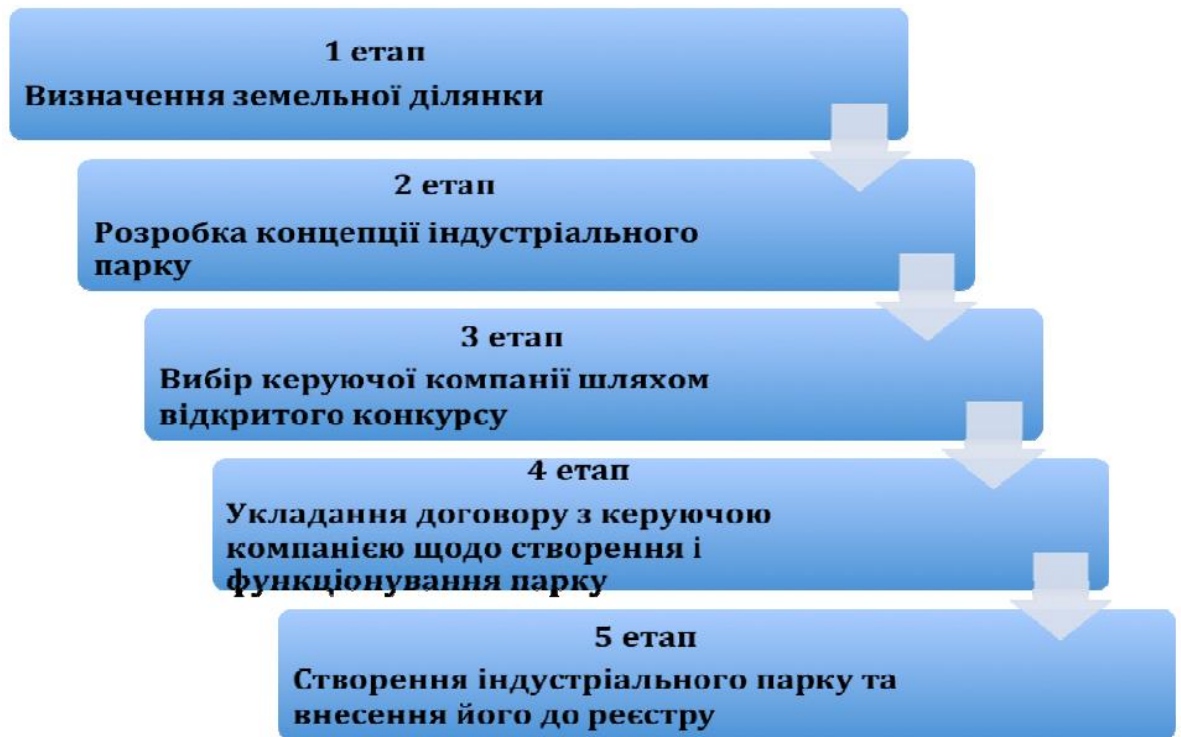 1 етап
Визначення земельної ділянки
2 етап
Розробка концепції індустріального
парку
3 етап
Вибір керуючої компанії шляхом
відкритого конкурсу
4 етап
Укладання договору з керуючою
компанією щодо створення і
функціонування парку
5 етап
Створення індустріального парку та
внесення його до реєстру